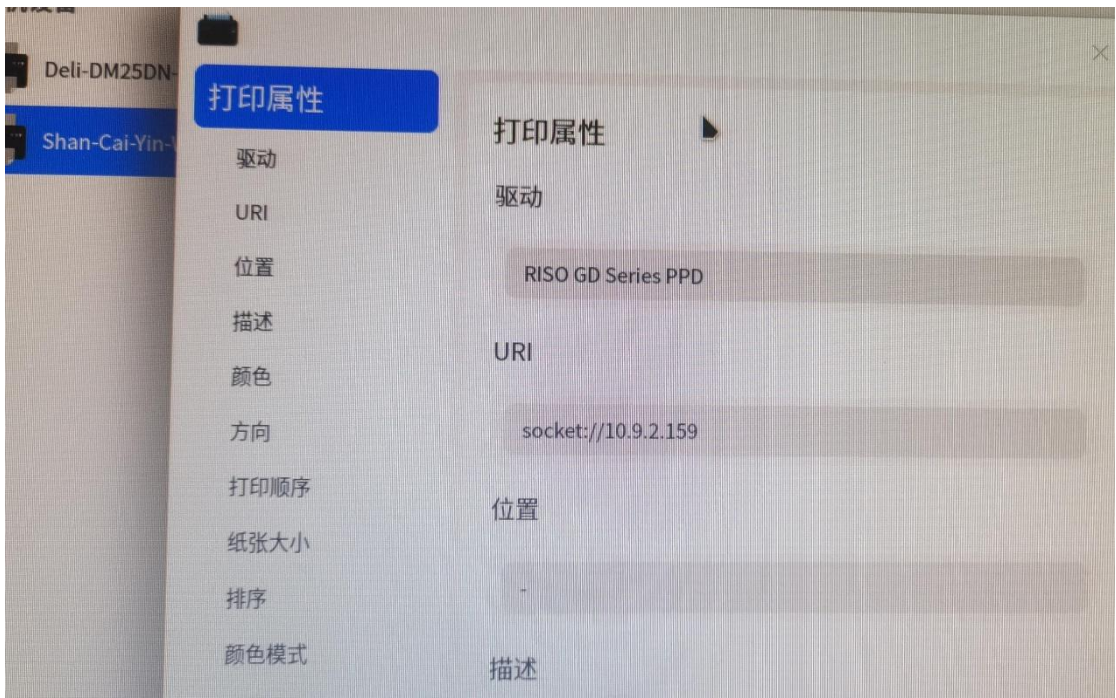 Deli-DM25DN-
Shan-Cai-Yin-
打印属性
驱动
URI
位置
描述
颜色
方向
打印顺序
纸张大小
排序
颜色模式
打印属性
驱动
RISO GD Series PPD
URI
socket://10.9.2.159
位置
-
描述